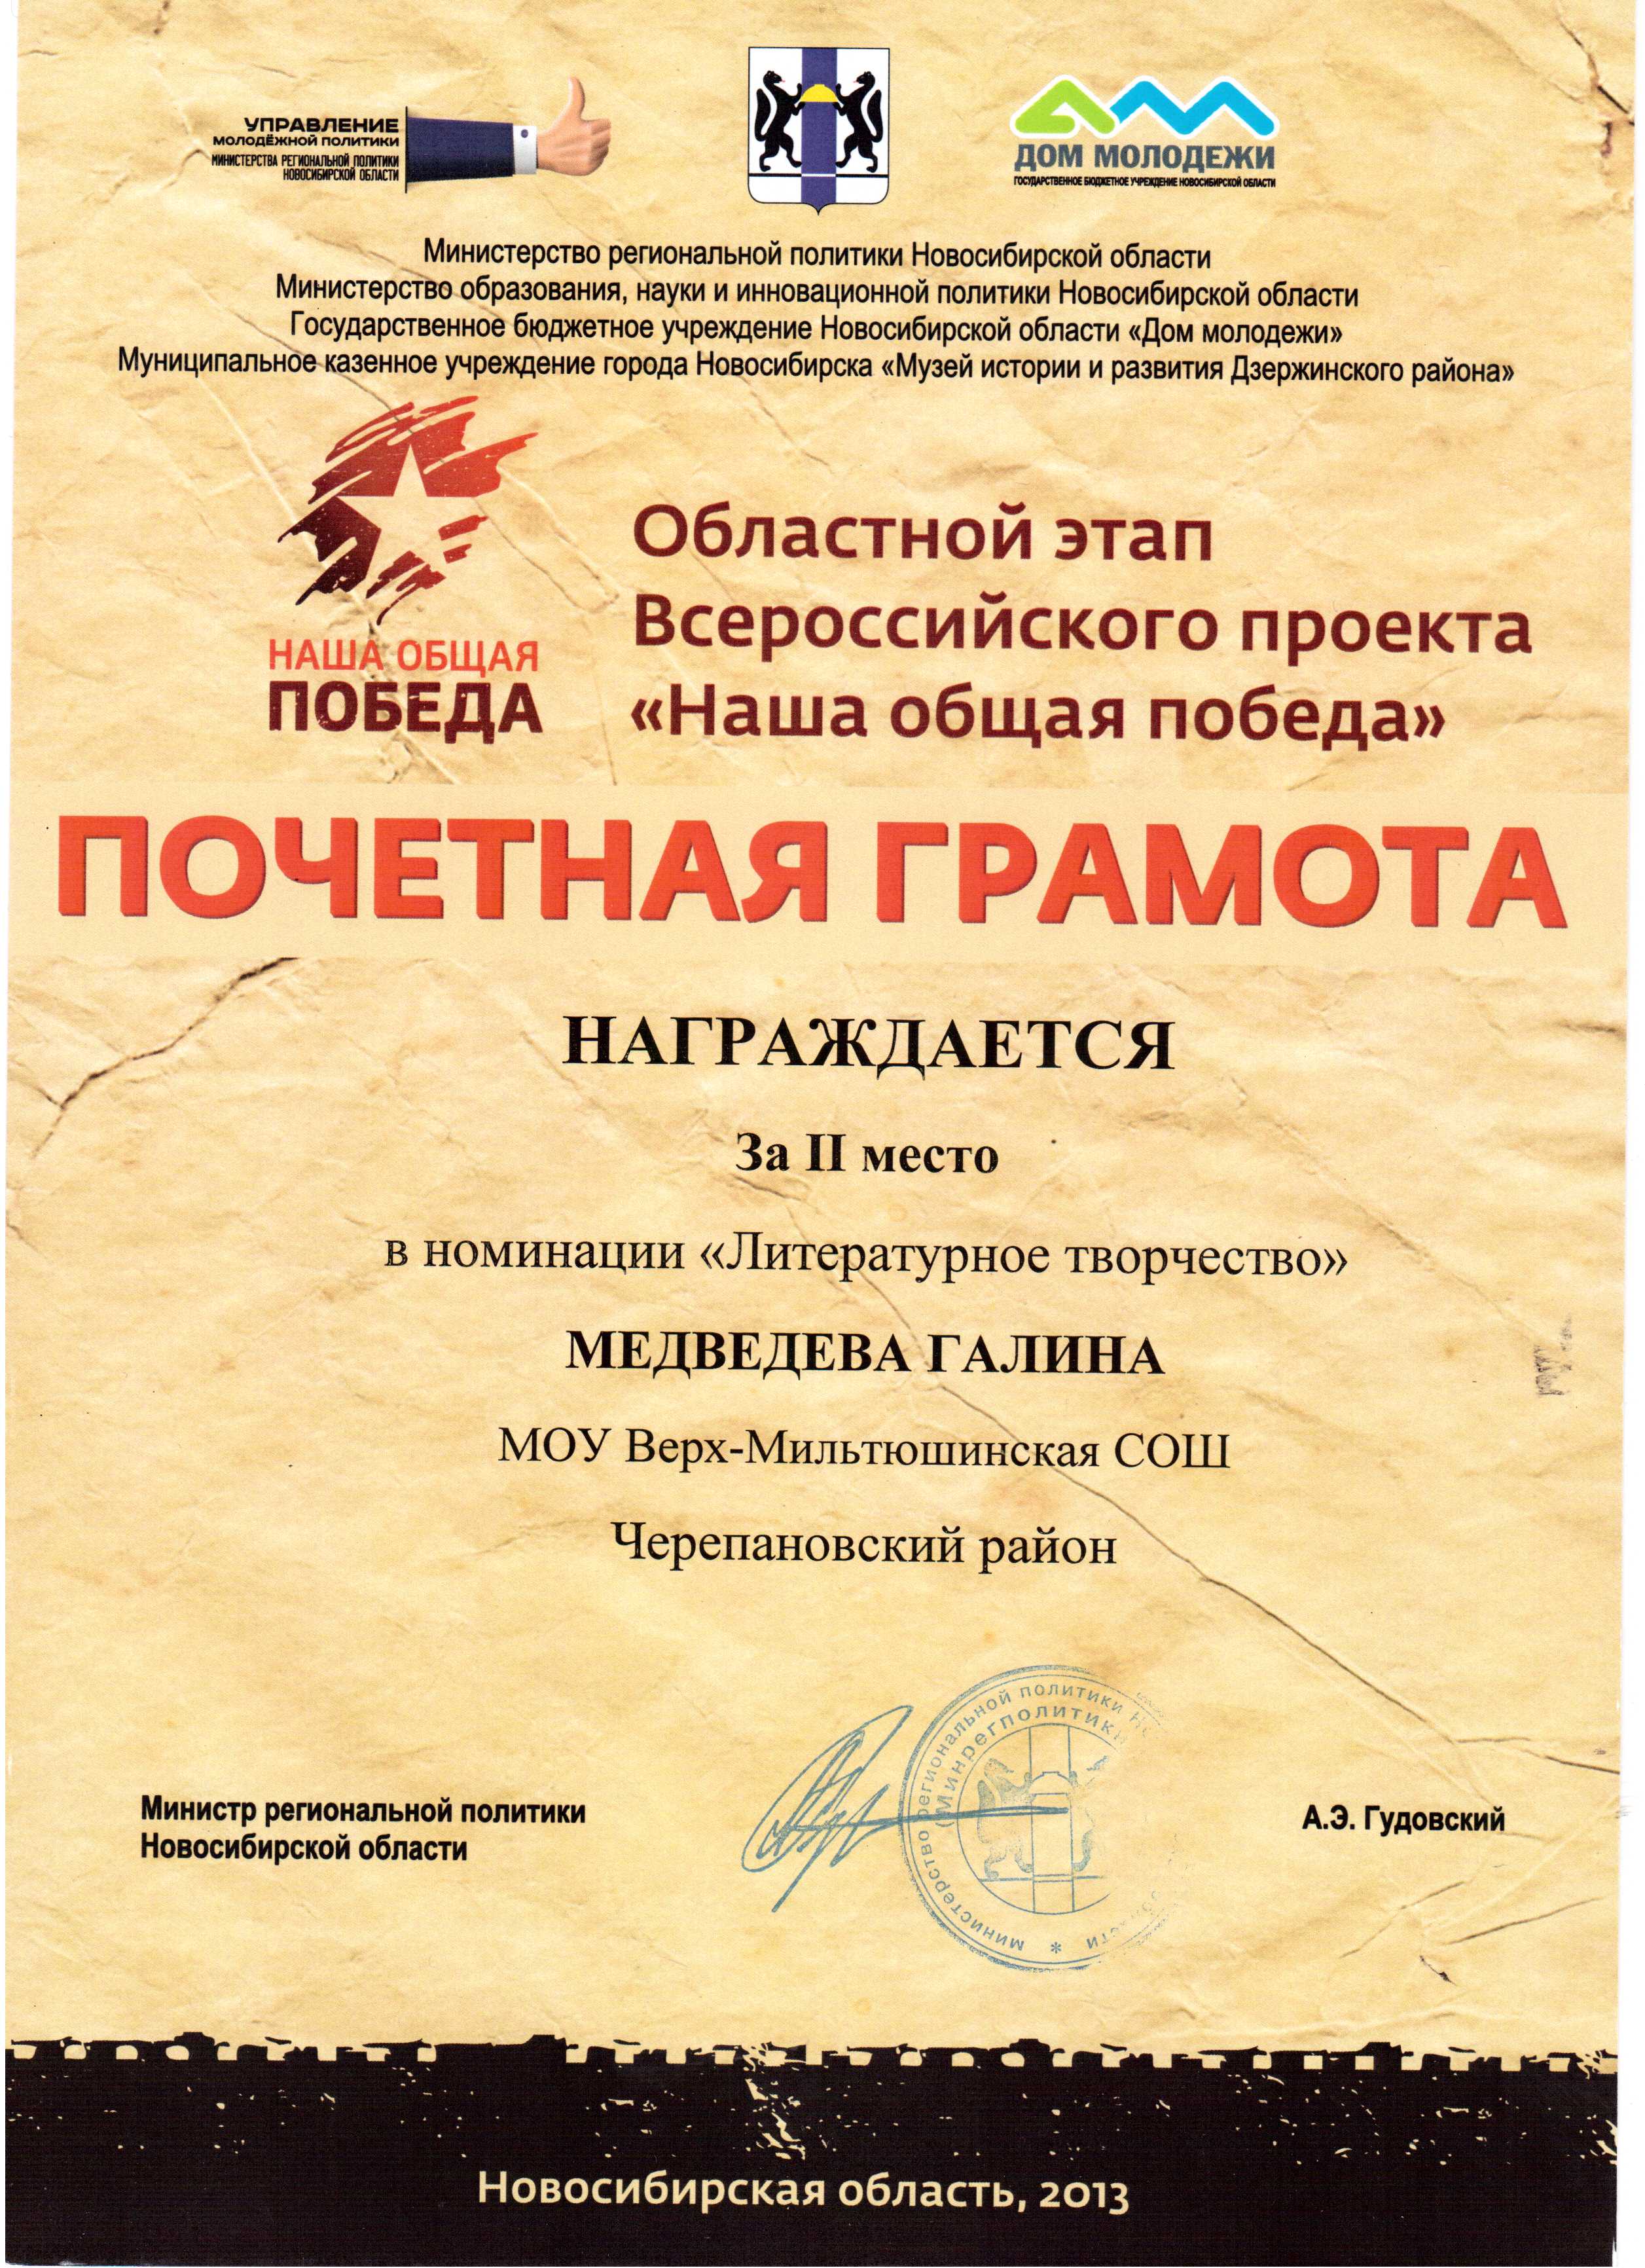 УПРАВЛЕНИЕ
МОЛОДЁЖНОЙ ПОЛИТИКИ
МИНИСТЕРСТВА РЕГИОНАЛЬНОЙ ПОЛИТИКИ
НОВОСИБИРСКОЙ ОБЛАСТИ
ДОМ МОЛОДЕЖИ
ГОСУДАРСТВЕННОЕ БЮДЖЕТНОЕ УЧРЕЖДЕНИЕ НОВОСИБИРСКОЙ ОБЛАСТИ
Министерство региональной политики Новосибирской области
Министерство образования, науки и инновационной политики Новосибирской области
Государственное бюджетное учреждение Новосибирской области «Дом молодежи»
Муниципальное казенное учреждение города Новосибирска «Музей истории и развития Дзержинского района»
НАША ОБЩАЯ
ПОБЕДА
Областной этап
Всероссийского проекта
«Наша общая победа»
ПОЧЕТНАЯ ГРАМОТА
НАГРАЖДАЕТСЯ
За II место
в номинации «Литературное творчество»
МЕДВЕДЕВА ГАЛИНА
МОУ Верх-Мильтюшинская СОШ
Черепановский район
Министр региональной политики
Новосибирской области
министерство региональной политики
(Минрегполитики
А.Э. Гудовский
Новосибирская область, 2013